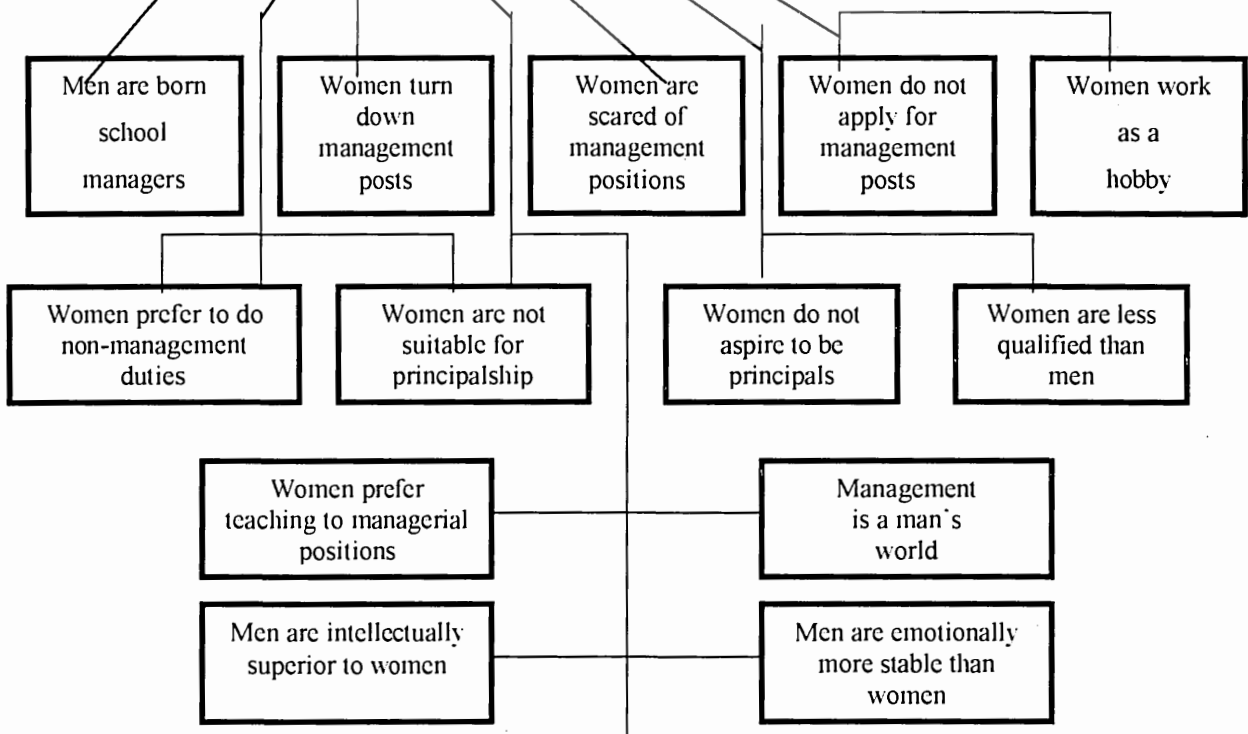 Men are born
school
managers
Women turn
down
management
posts
Women are
scared of
management
positions
Women do not
apply for
management
posts
Women work
as a
hobby
Women prefer to do
non-management
duties
Women are not
suitable for
principalship
Women do not
aspire to be
principals
Women are less
qualified than
men
Women prefer
teaching to managerial
positions
Management
is a man's
world
Men are intellectually
superior to women
Men are emotionally
more stable than
women